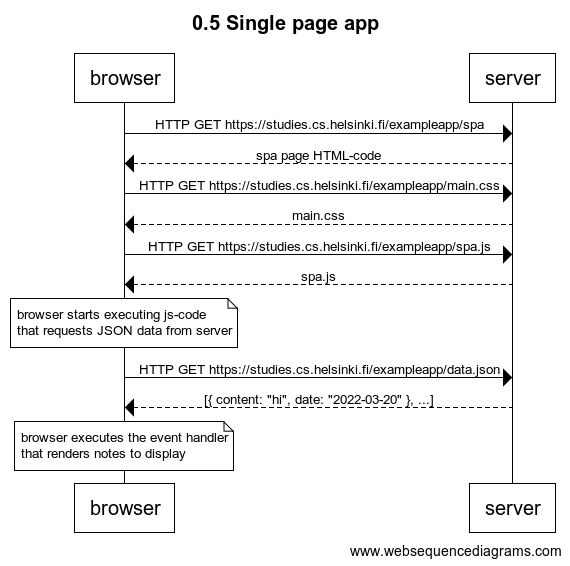 0.5 Single page app
browser
server
HTTP GET https://studies.cs.helsinki.fi/exampleapp/spa
spa page HTML-code
HTTP GET https://studies.cs.helsinki.fi/exampleapp/main.css
main.css
HTTP GET https://studies.cs.helsinki.fi/exampleapp/spa.js
spa.js
browser starts executing js-code
that requests JSON data from server
HTTP GET https://studies.cs.helsinki.fi/exampleapp/data.json
[{ content: "hi", date: "2022-03-20" }, ...]
browser executes the event handler
that renders notes to display
browser
server
www.websequencediagrams.com